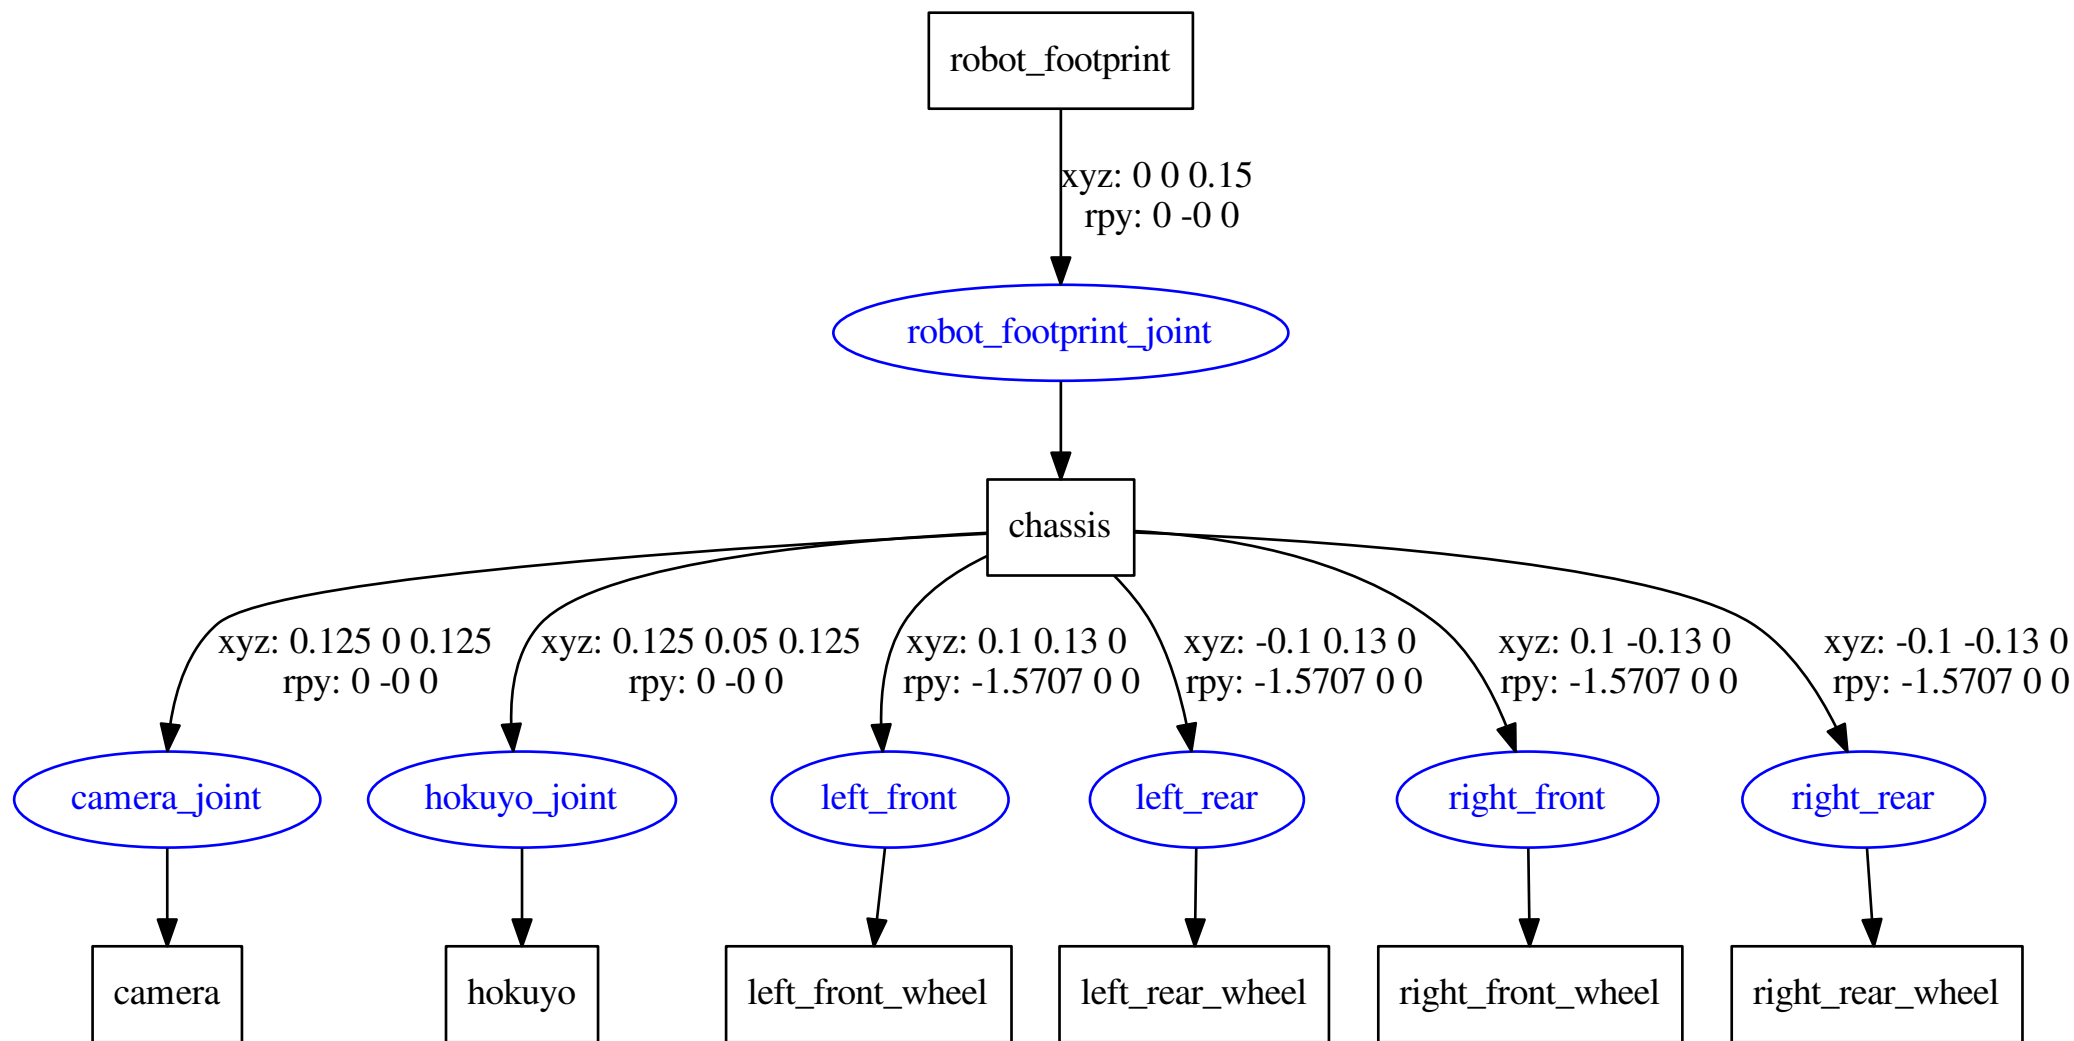 robot_footprint
xyz: 0 0 0.15
rpy: 0 -0 0
robot_footprint_joint
chassis
xyz: 0.125 0 0.125
rpy: 0 -0 0
xyz: 0.125 0.05 0.125
rpy: 0 -0 0
xyz: 0.1 0.13 0
rpy: -1.5707 0 0
xyz: -0.1 0.13 0
rpy: -1.5707 0 0
xyz: 0.1 -0.13 0
rpy: -1.5707 0 0
xyz: -0.1 -0.13 0
rpy: -1.5707 0 0
camera_joint
hokuyo_joint
left_front
left_rear
right_front
right_rear
camera
hokuyo
left_front_wheel
left_rear_wheel
right_front_wheel
right_rear_wheel